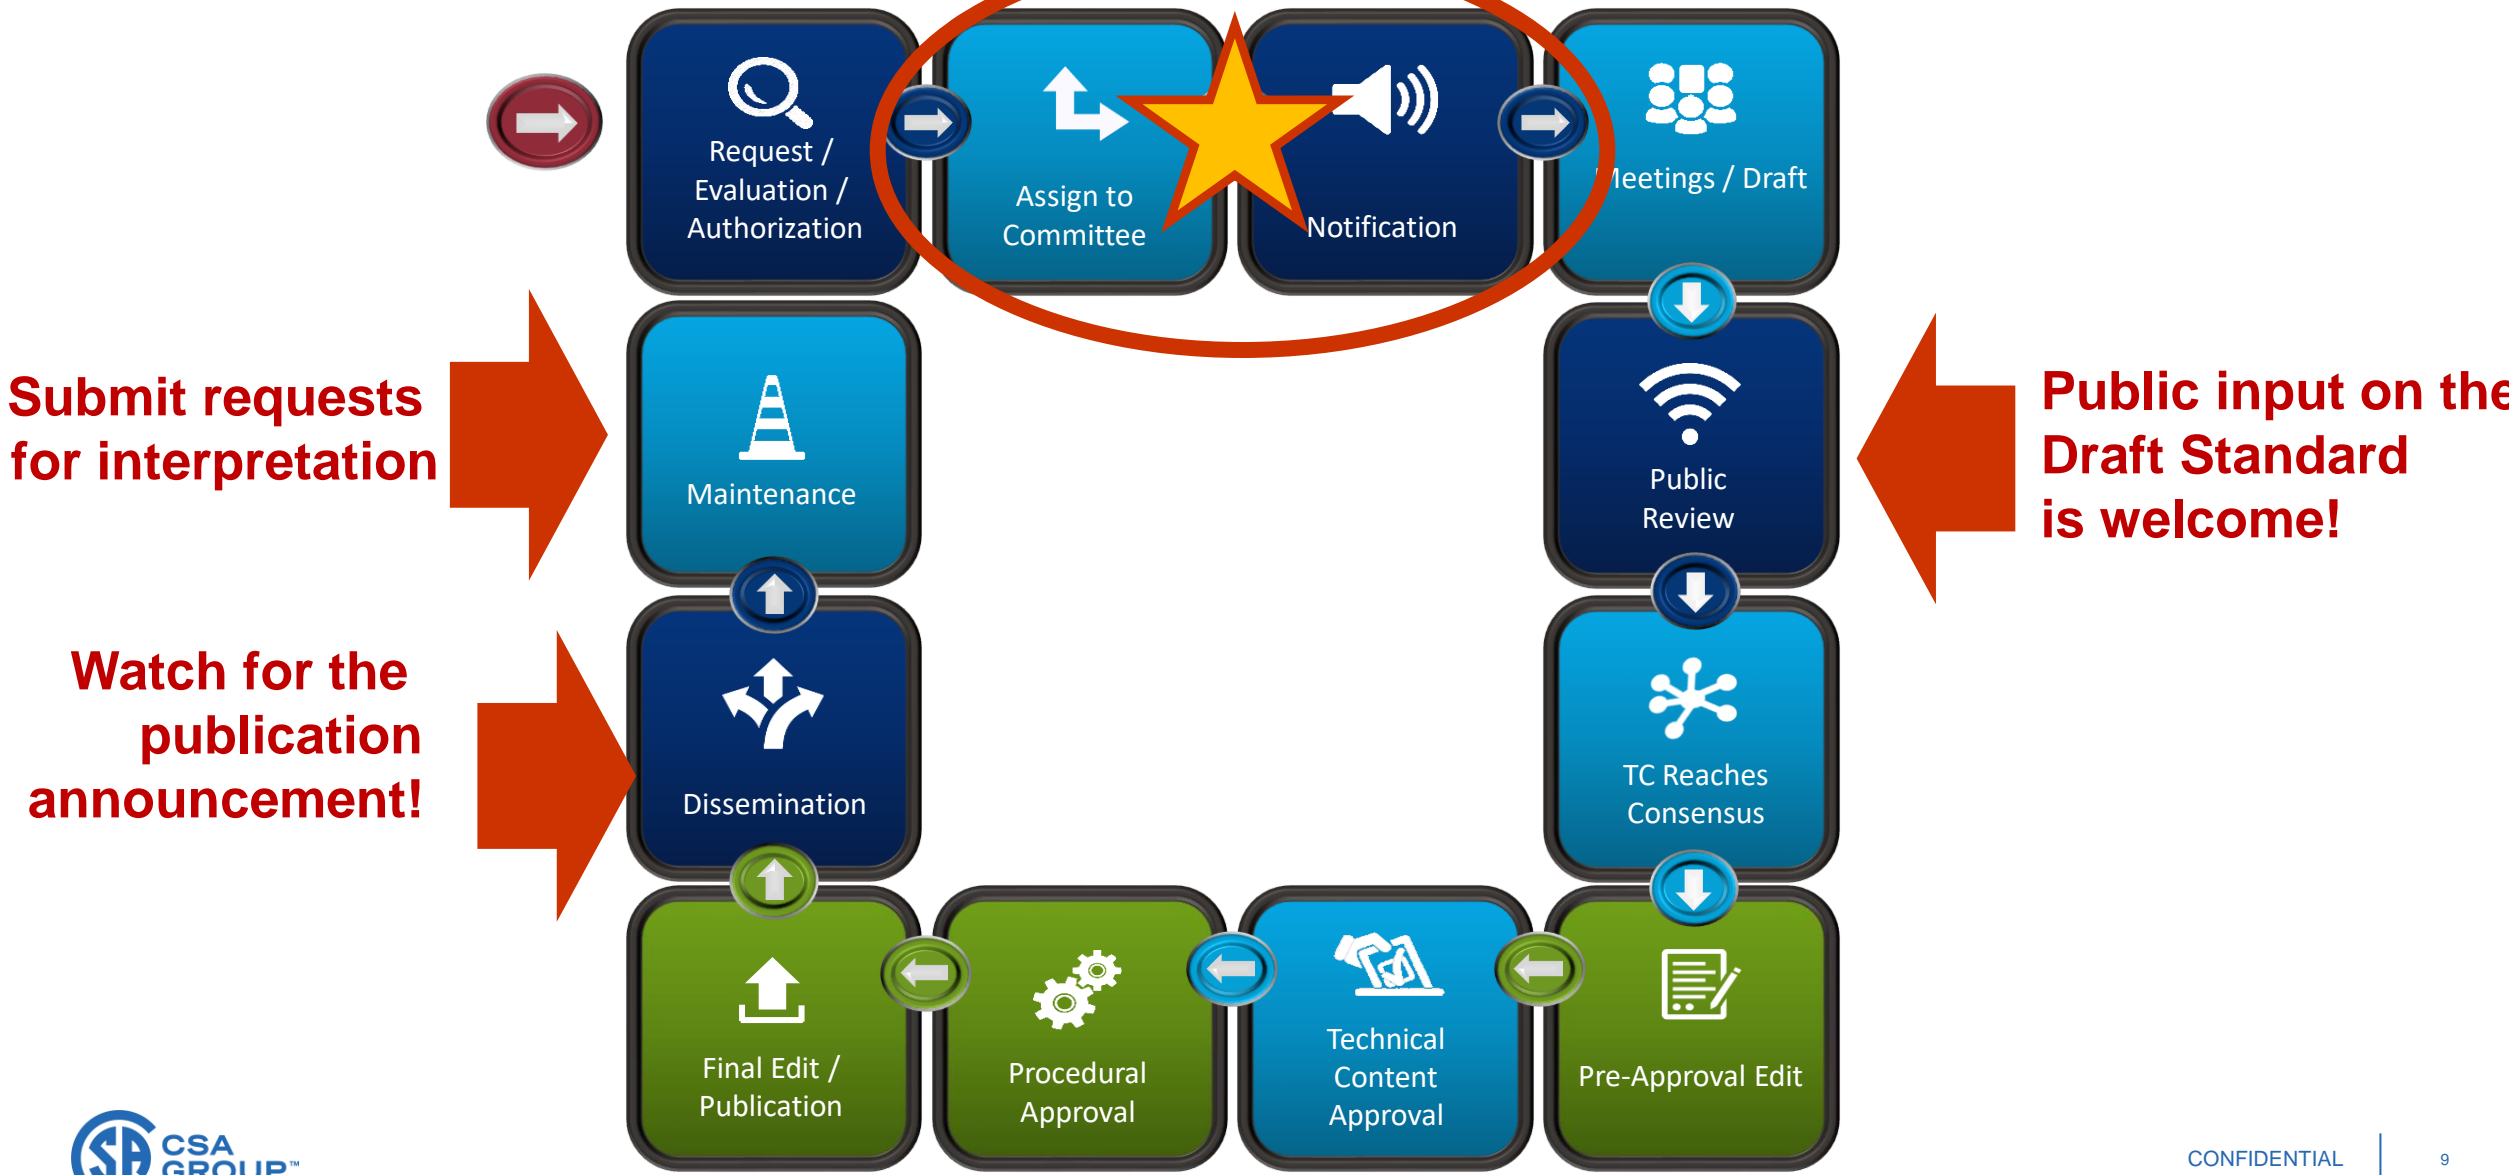 Request /
Evaluation /
Authorization
Assign to
Committee
Notification
Meetings / Draft
Submit requests
for interpretation
Maintenance
Public
Review
Public input on the
Draft Standard
is welcome!
Watch for the
publication
announcement!
Dissemination
TC Reaches
Consensus
Final Edit /
Publication
Procedural
Approval
Technical
Content
Approval
Pre-Approval Edit
CSA
GROUP™
CONFIDENTIAL
9